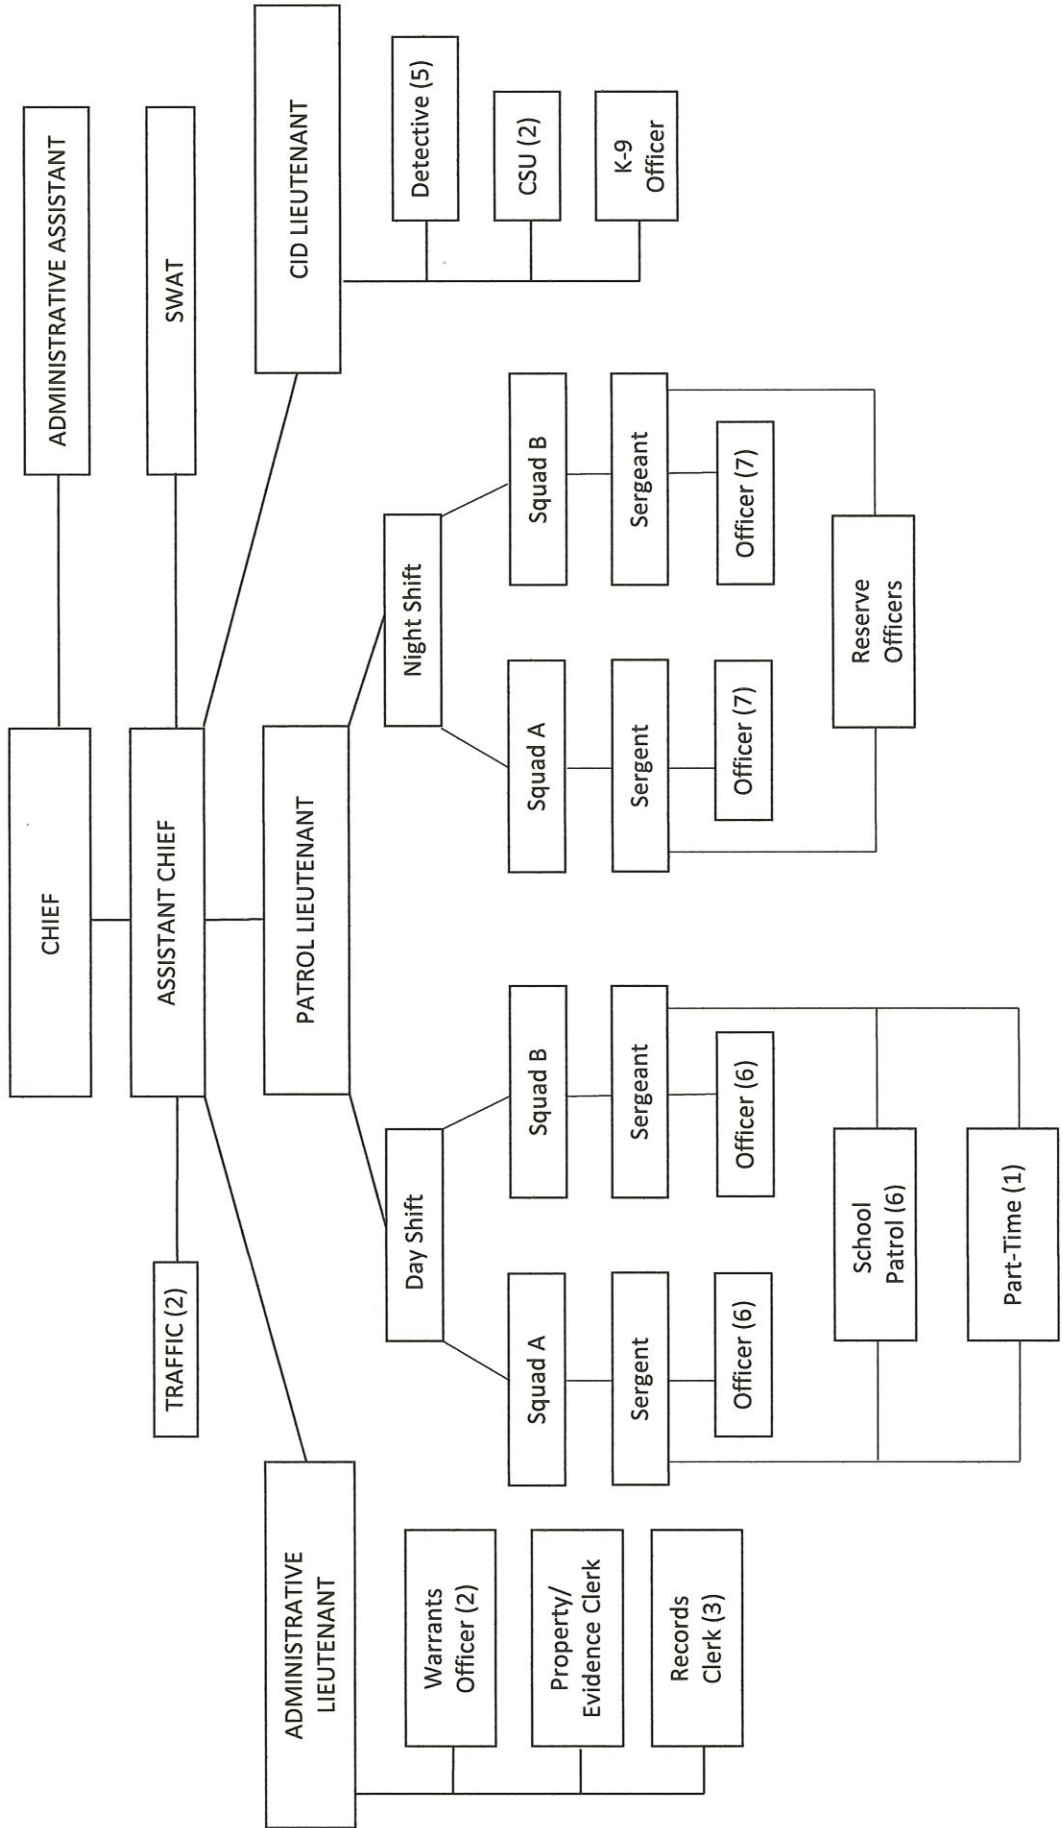 CHIEF
ADMINISTRATIVE ASSISTANT
ASSISTANT CHIEF
SWAT
TRAFFIC (2)
ADMINISTRATIVE
LIEUTENANT
PATROL LIEUTENANT
CID LIEUTENANT
Warrants
Officer (2)
Property/
Evidence Clerk
Records
Clerk (3)
Day Shift
Squad A
Sergent
Officer (6)
Squad B
Sergeant
Officer (6)
School
Patrol (6)
Part-Time (1)
Night Shift
Squad A
Sergent
Officer (7)
Squad B
Sergeant
Officer (7)
Reserve
Officers
Detective (5)
CSU (2)
K-9
Officer